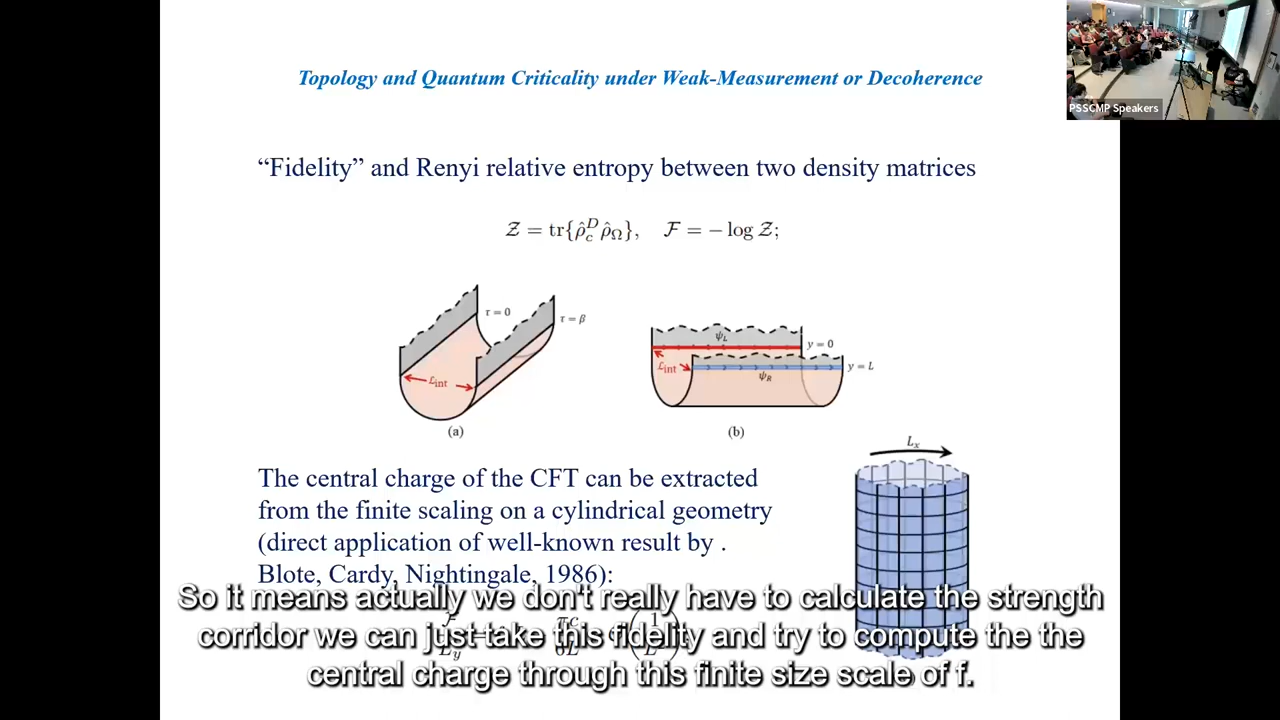 Topology and Quantum Criticality under Weak-Measurement or Decoherence
PSSCMP Speakers
“Fidelity” and Renyi relative entropy between two density matrices
𝒵 = tr{ρ̂_c^D ρ̂_Ω}, ℱ = − log 𝒵;
τ = 0
τ = β
ℒ_int
(a)
ψ_L
y = 0
ℒ_int
y = L
ψ_R
(b)
L_x
The central charge of the CFT can be extracted
from the finite scaling on a cylindrical geometry
(direct application of well-known result by .
Blote, Cardy, Nightingale, 1986):
So it means actually we don't really have to calculate the strength
corridor we can just take this fidelity and try to compute the the
central charge through this finite size scale of f.